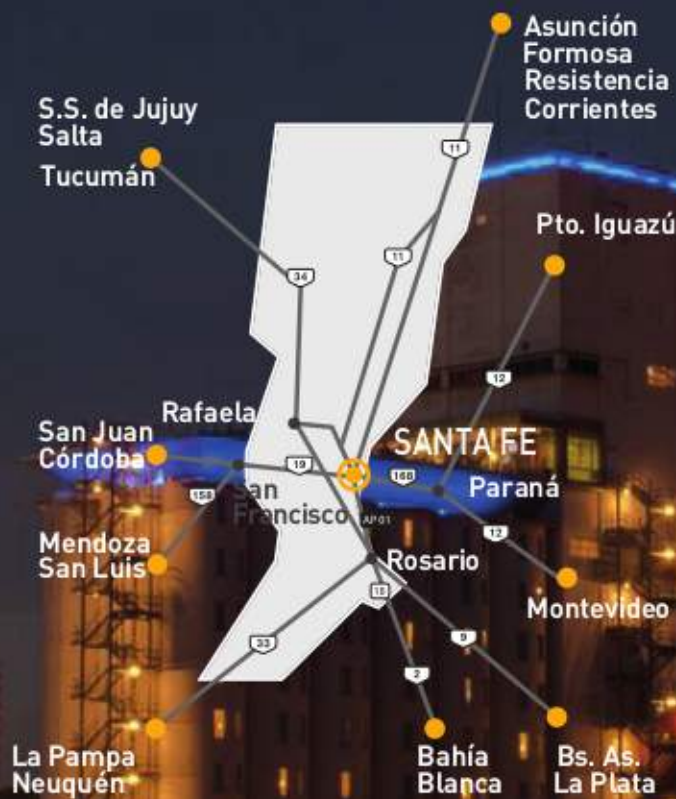 Asunción
Formosa
Resistencia
Corrientes
S.S. de Jujuy
Salta
Tucumán
11
Pto. Iguazú
11
34
12
Rafaela
San Juan
Córdoba
SANTA FE
19
168
Paraná
158
San
Francisco
AP01
12
Mendoza
San Luis
Rosario
Montevideo
18
33
9
2
La Pampa
Neuquén
Bahía
Blanca
Bs. As.
La Plata